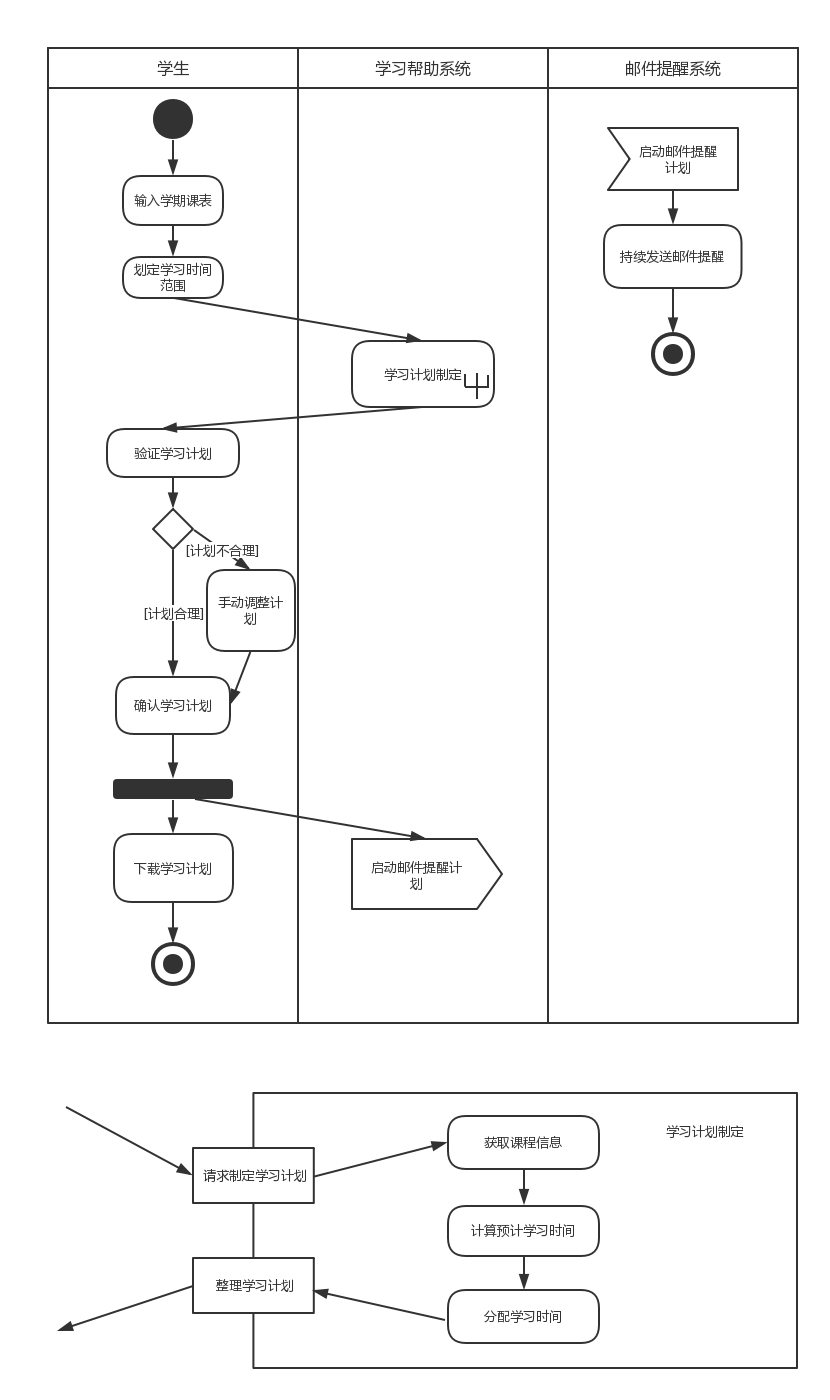 学生
学习帮助系统
邮件提醒系统
启动邮件提醒
计划
输入学期课表
持续发送邮件提醒
划定学习时间
范围
学习计划制定
验证学习计划
[计划不合理]
手动调整计
划
[计划合理]
确认学习计划
下载学习计划
启动邮件提醒计
划
学习计划制定
获取课程信息
请求制定学习计划
计算预计学习时间
整理学习计划
分配学习时间